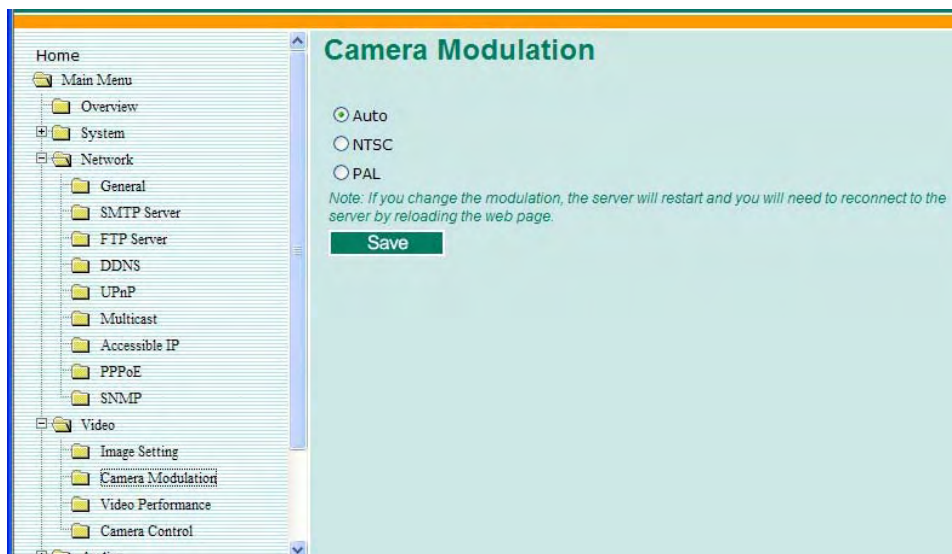 Home
Main Menu
Overview
System
Network
General
SMTP Server
FTP Server
DDNS
UPnP
Multicast
Accessible IP
PPPoE
SNMP
Video
Image Setting
Camera Modulation
Video Performance
Camera Control
Camera Modulation
Auto
NTSC
PAL
Note: If you change the modulation, the server will restart and you will need to reconnect to the
server by reloading the web page.
Save